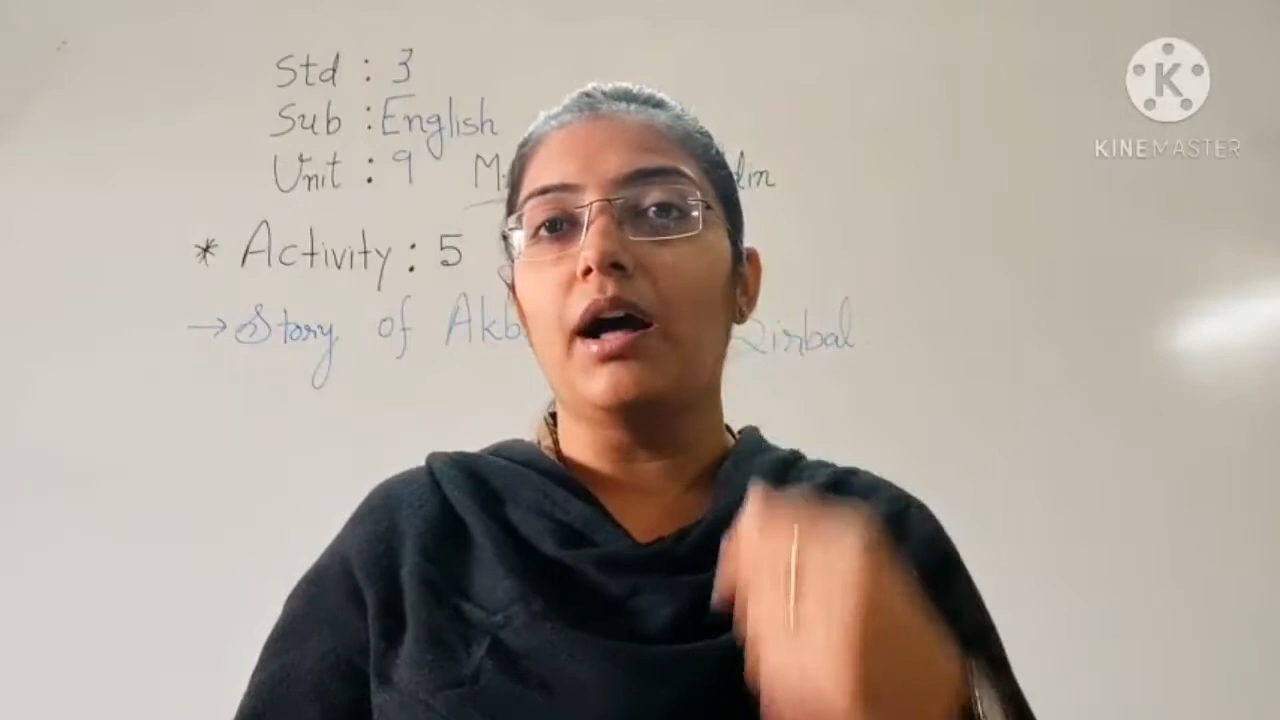 Std : 3
Sub : English
Unit : 9
* Activity : 5
→ Story of
KINEMASTER